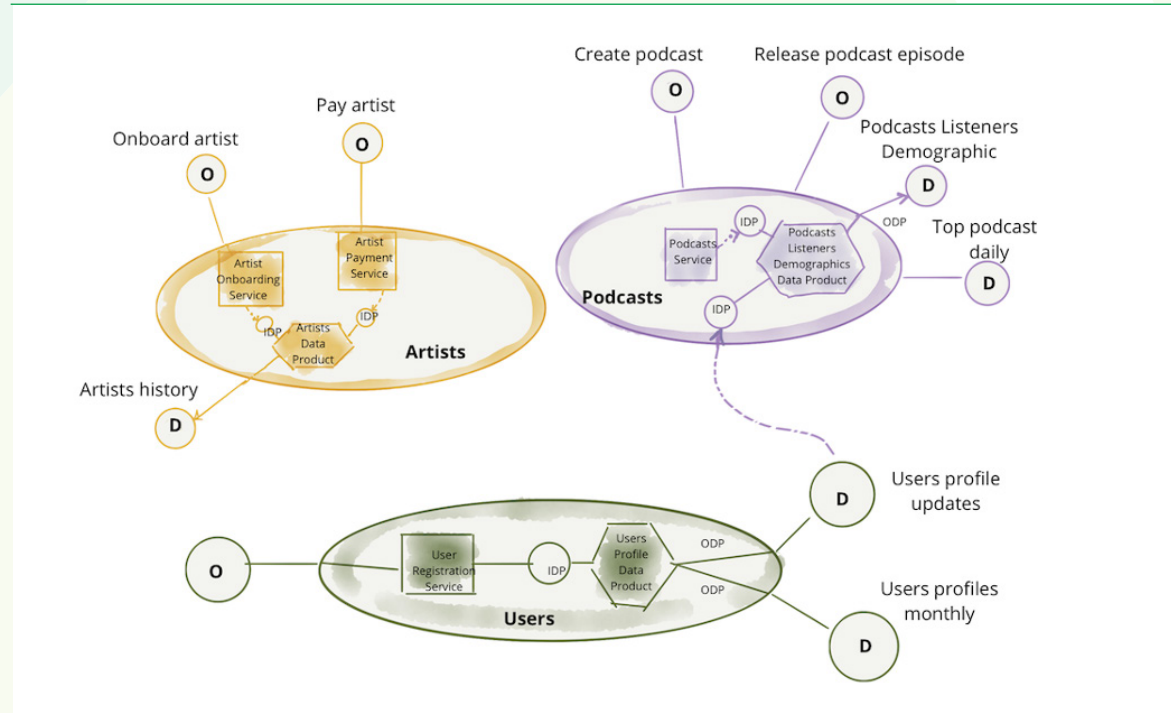 Create podcast
Release podcast episode
O
O
Pay artist
Onboard artist
O
O
Podcasts Listeners
Demographic
D
ODP
Top podcast
daily
D
IDP
Podcasts
Service
Podcasts
Listeners
Demographics
Data Product
Podcasts
IDP
Artist
Onboarding
Service
Artist
Payment
Service
IDP
IDP
Artists
Data
Product
Artists
Artists history
D
Users profile
updates
D
O
User
Registration
Service
IDP
Users
Profile
Data
Product
ODP
ODP
Users
Users profiles
monthly
D